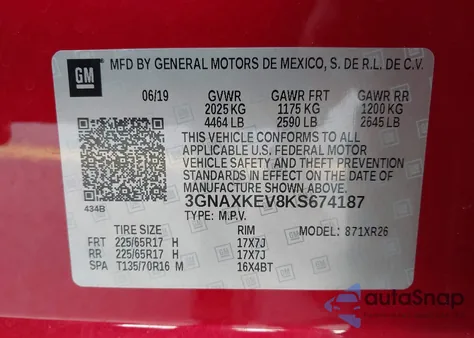 GM
MFD BY GENERAL MOTORS DE MEXICO, S. DE R.L. DE C.V.
06/19 GVWR GAWR FRT GAWR RR
2025 KG 1175 KG 1200 KG
4464 LB 2590 LB 2645 LB
THIS VEHICLE CONFORMS TO ALL
APPLICABLE U.S. FEDERAL MOTOR
VEHICLE SAFETY AND THEFT PREVENTION
STANDARDS IN EFFECT ON THE DATE OF
MANUFACTURE SHOWN ABOVE.
434B
3GNAXKEV8KS674187
TYPE: M.P.V. MODEL: 871XR26
TIRE SIZE RIM
FRT 225/65R17 H 17X7J
RR 225/65R17 H 17X7J
SPA T135/70R16 M 16X4BT
autoSnap